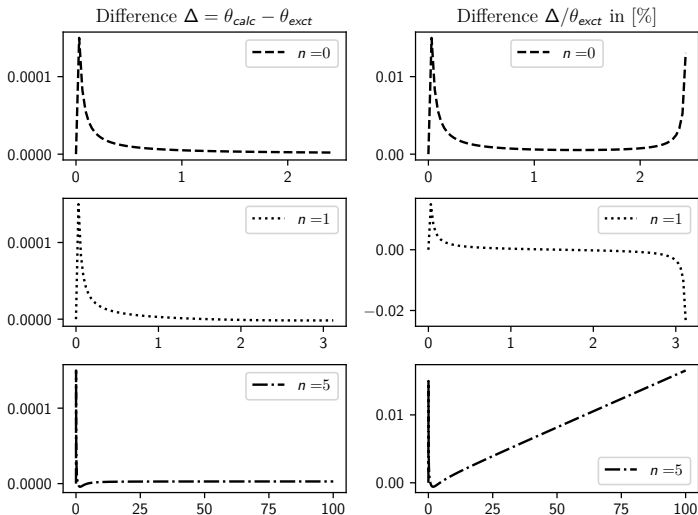 Difference Δ = θ_calc − θ_exct
Difference Δ/θ_exct in [%]
0.0001
0.0000
0 1 2
n =0
0.01
0.00
0 1 2
n =0
0.0001
0.0000
0 1 2 3
n =1
0.00
−0.02
0 1 2 3
n =1
0.0001
0.0000
0 25 50 75 100
n =5
0.01
0.00
0 25 50 75 100
n =5